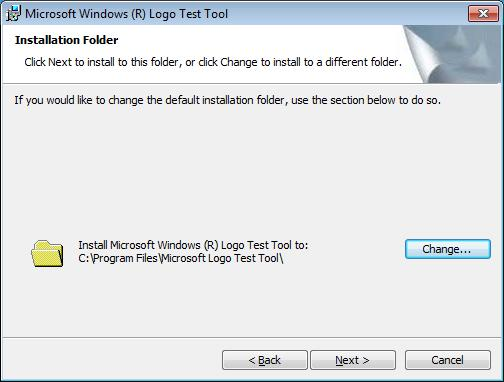 Microsoft Windows (R) Logo Test Tool
Installation Folder
Click Next to install to this folder, or click Change to install to a different folder.
If you would like to change the default installation folder, use the section below to do so.
Install Microsoft Windows (R) Logo Test Tool to:
C:\Program Files\Microsoft Logo Test Tool\
Change...
< Back
Next >
Cancel